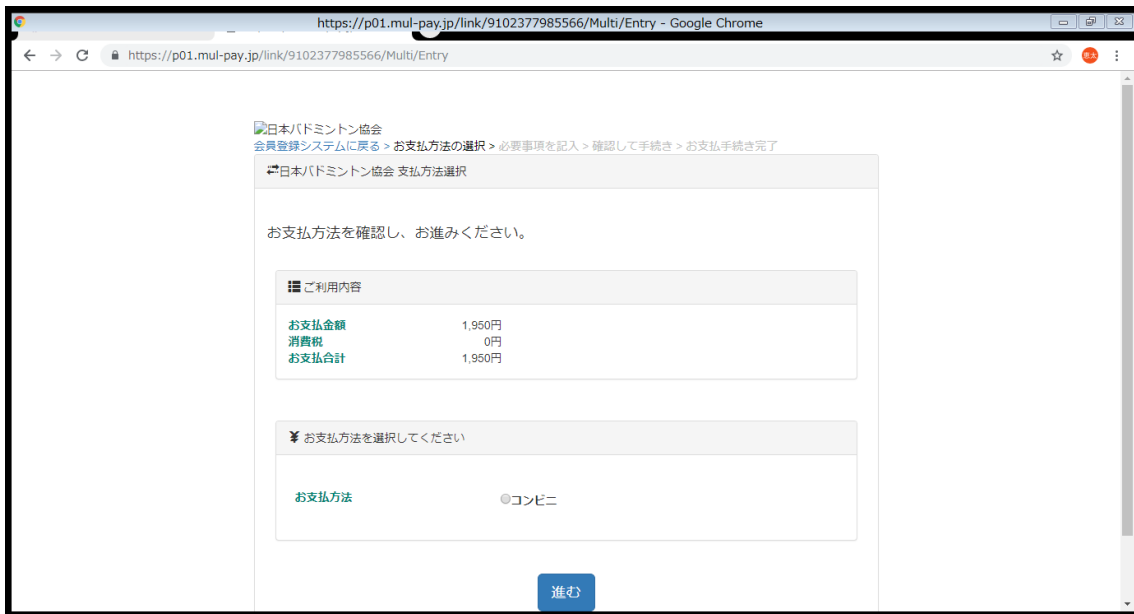 https://p01.mul-pay.jp/link/9102377985566/Multi/Entry - Google Chrome
https://p01.mul-pay.jp/link/9102377985566/Multi/Entry
日本バドミントン協会
会員登録システムに戻る > お支払方法の選択 > 必要事項を記入 > 確認して手続き > お支払手続き完了
日本バドミントン協会 支払方法選択
お支払方法を確認し、お進みください。
ご利用内容
お支払金額 1,950円
消費税 0円
お支払合計 1,950円
¥ お支払方法を選択してください
お支払方法 コンビニ
進む